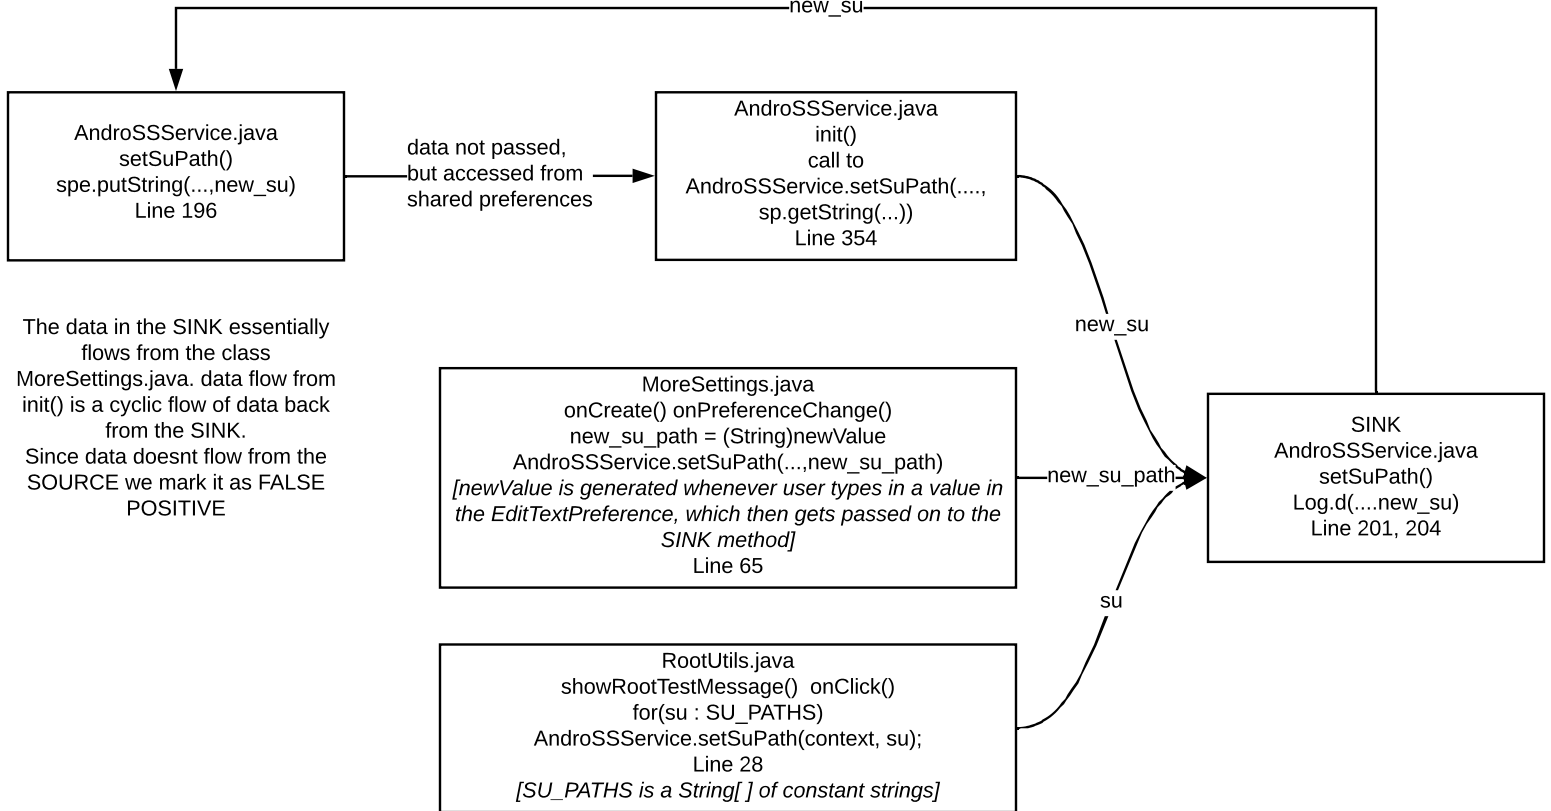 new_su
AndroSSService.java
setSuPath()
spe.putString(...,new_su)
Line 196
data not passed,
but accessed from
shared preferences
AndroSSService.java
init()
call to
AndroSSService.setSuPath(....,
sp.getString(...))
Line 354
new_su
The data in the SINK essentially
flows from the class
MoreSettings.java. data flow from
init() is a cyclic flow of data back
from the SINK.
Since data doesnt flow from the
SOURCE we mark it as FALSE
POSITIVE
MoreSettings.java
onCreate() onPreferenceChange()
new_su_path = (String)newValue
AndroSSService.setSuPath(...,new_su_path)
[newValue is generated whenever user types in a value in
the EditTextPreference, which then gets passed on to the
SINK method]
Line 65
new_su_path
SINK
AndroSSService.java
setSuPath()
Log.d(....new_su)
Line 201, 204
su
RootUtils.java
showRootTestMessage()  onClick()
for(su : SU_PATHS)
AndroSSService.setSuPath(context, su);
Line 28
[SU_PATHS is a String[ ] of constant strings]